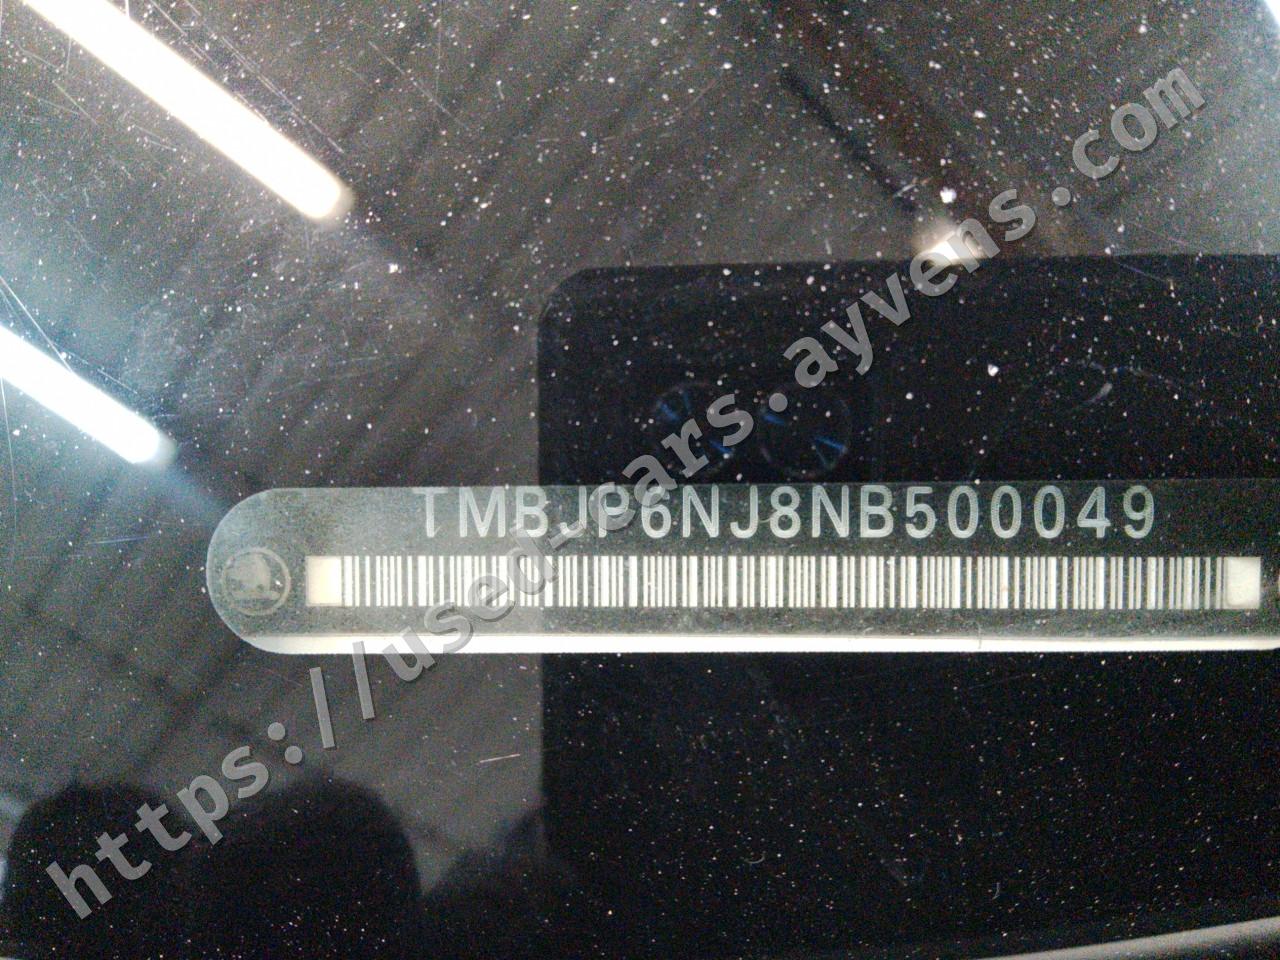 TMBJP6NJ8NB500049
https://used-cars.ayvens.com